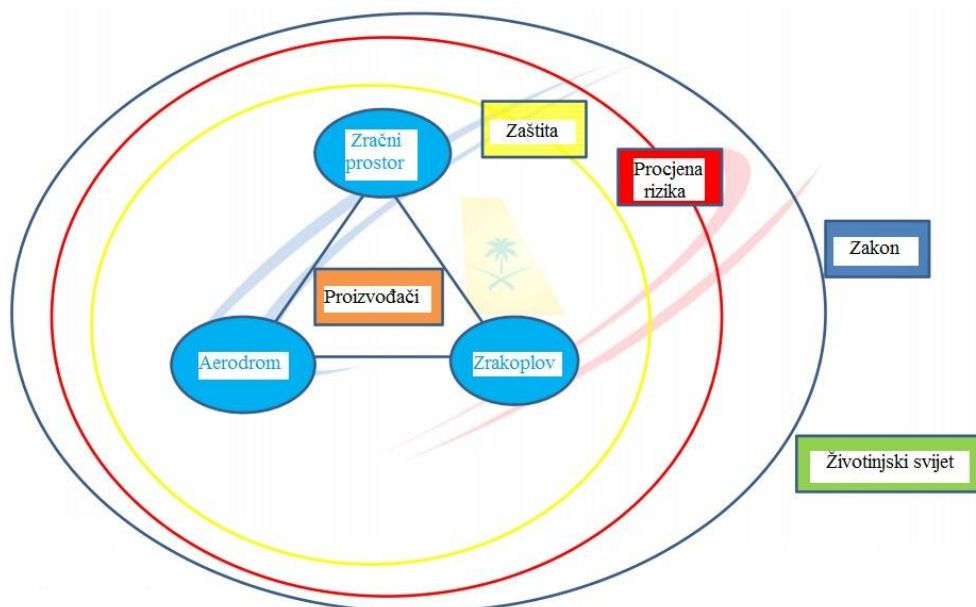 Zračni
prostor
Zaštita
Procjena
rizika
Zakon
Proizvođači
Aerodrom
Zrakoplov
Životinjski svijet